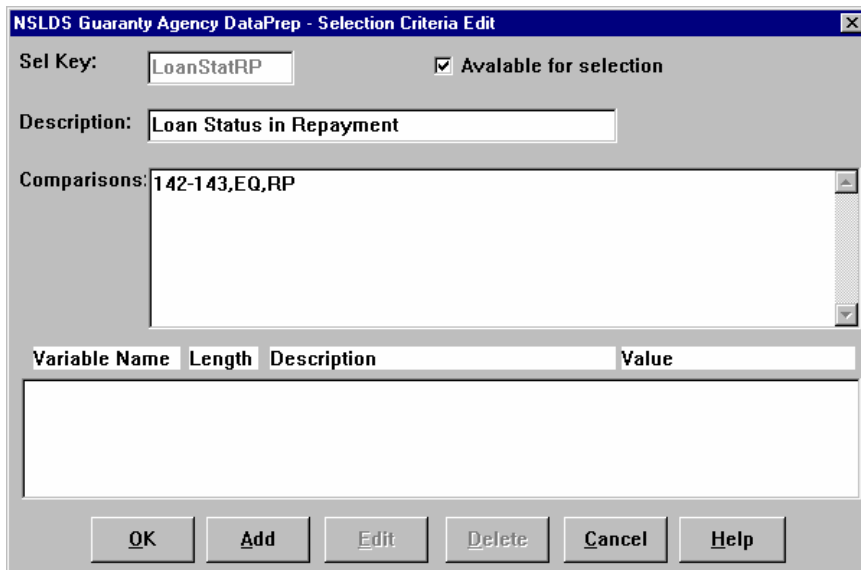 NSLDS Guaranty Agency DataPrep - Selection Criteria Edit
Sel Key: LoanStatRP Avalable for selection
Description: Loan Status in Repayment
Comparisons: 142-143,EQ,RP
Variable Name Length Description Value
OK Add Edit Delete Cancel Help